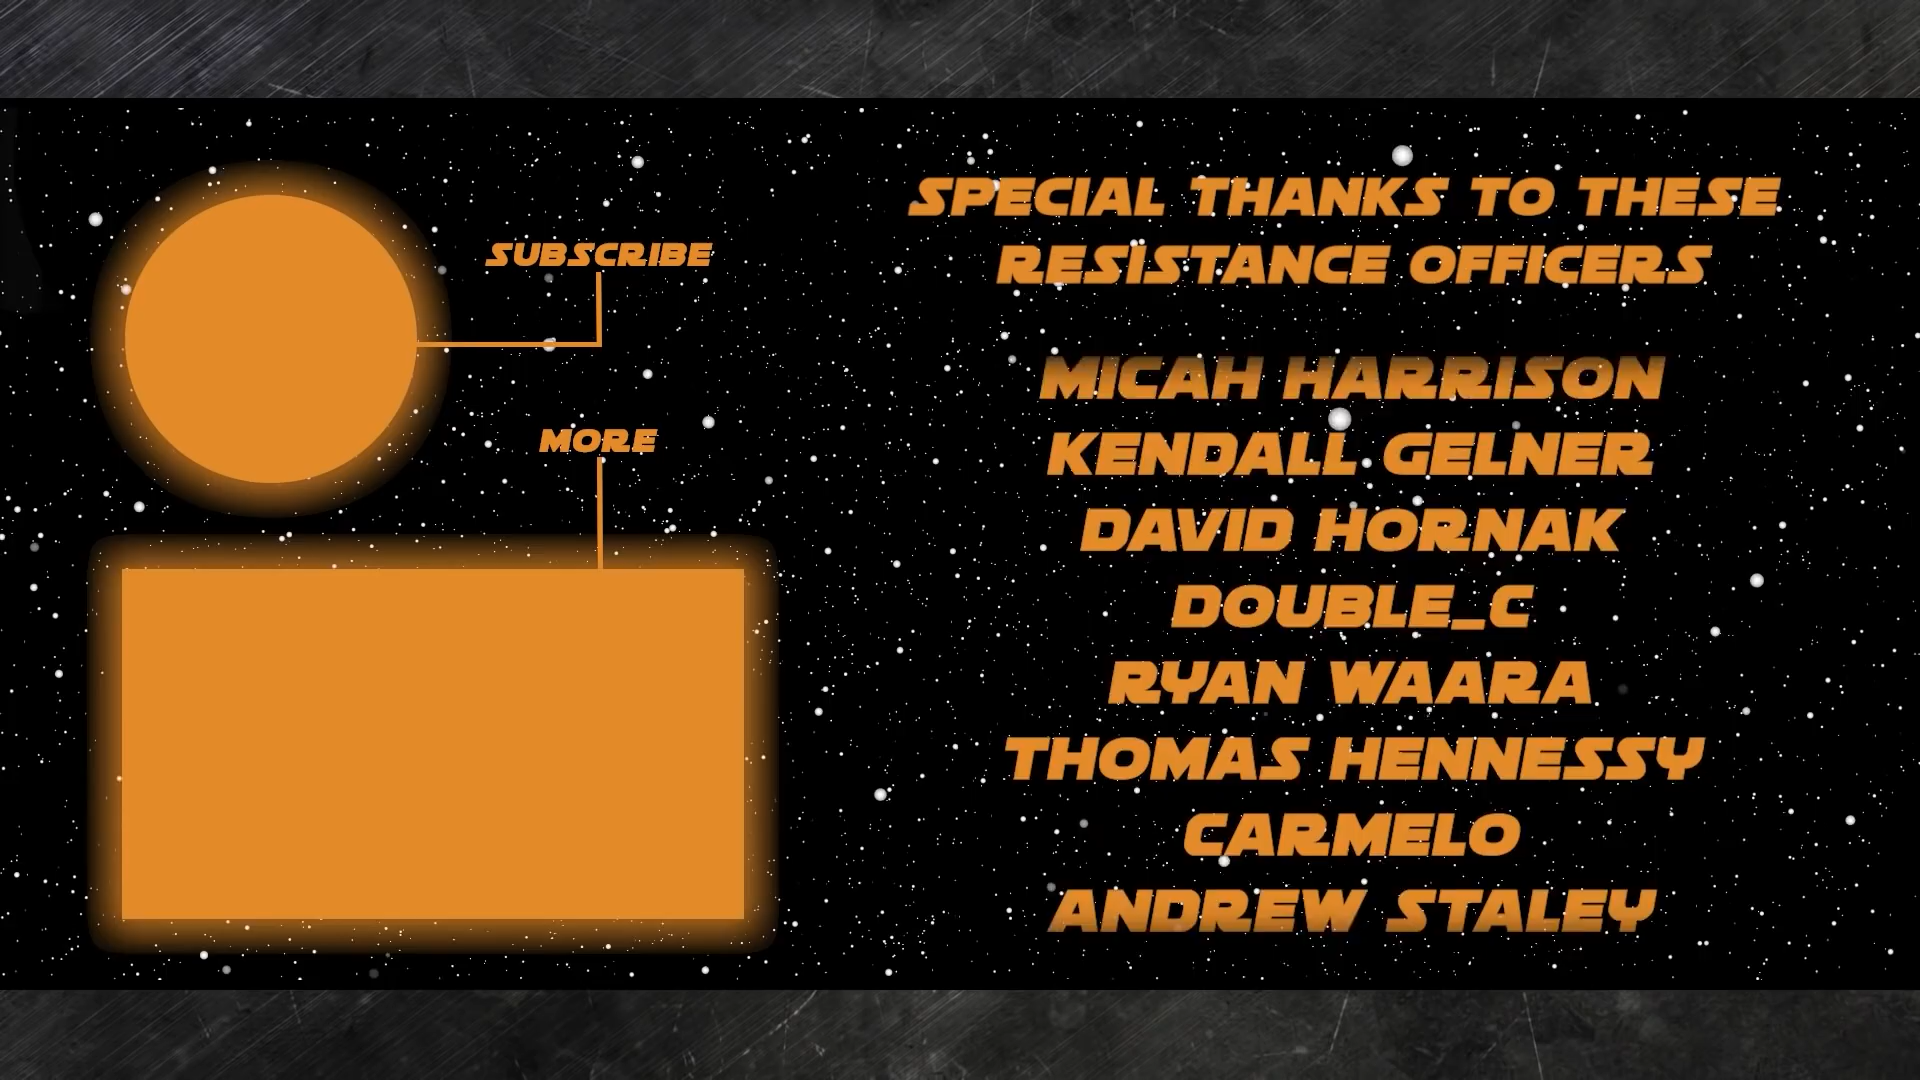 SUBSCRIBE
MORE
SPECIAL THANKS TO THESE
RESISTANCE OFFICERS
MICAH HARRISON
KENDALL GELNER
DAVID HORNAK
DOUBLE_C
RYAN WAARA
THOMAS HENNESSY
CARMELO
ANDREW STALEY